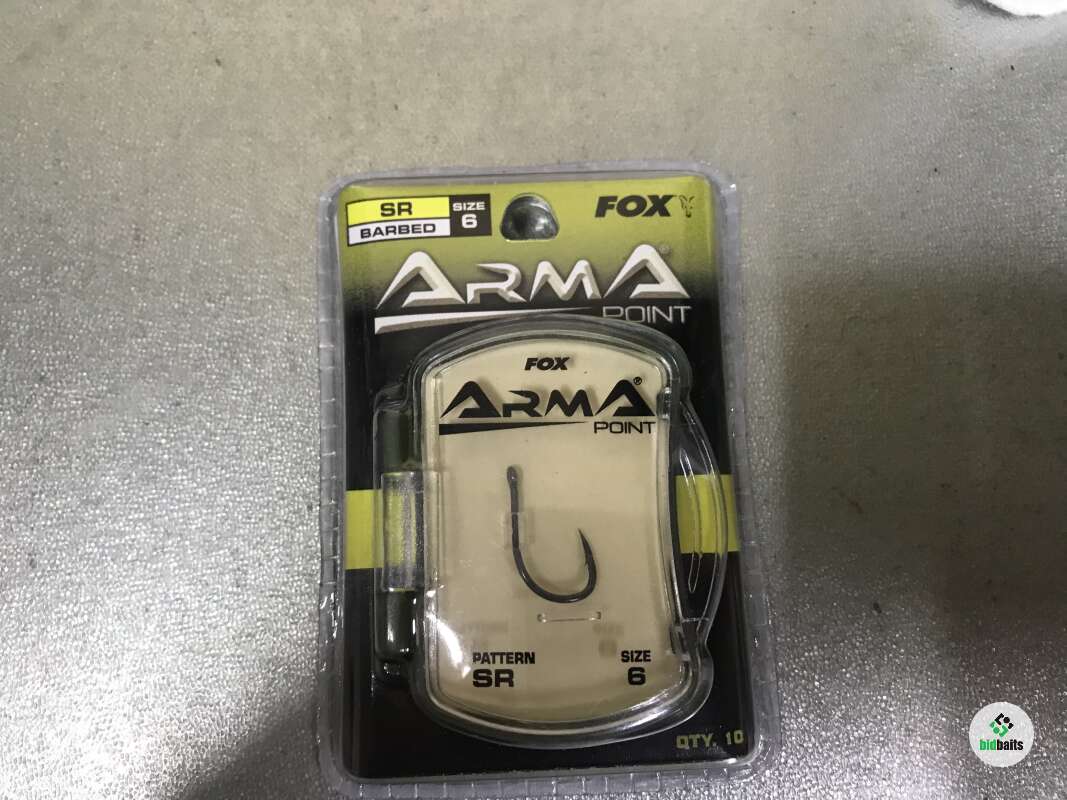 SR
BARBED
SIZE
6
FOX
ARMA®
POINT
FOX
ARMA®
POINT
PATTERN
SR
SIZE
6
QTY. 10
bidbaits